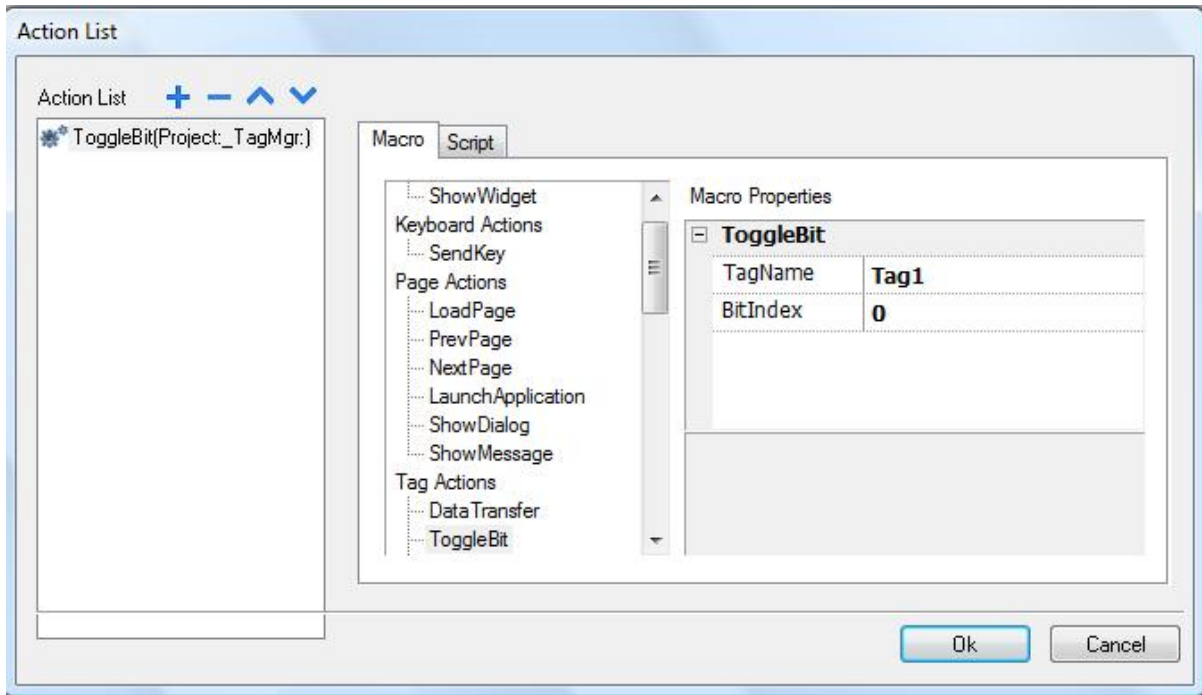 Action List
Action List
ToggleBit(Project:_TagMgr:)
Macro
Script
ShowWidget
Keyboard Actions
SendKey
Page Actions
LoadPage
PrevPage
NextPage
LaunchApplication
ShowDialog
ShowMessage
Tag Actions
DataTransfer
ToggleBit
Macro Properties
ToggleBit
TagName Tag1
BitIndex 0
Ok
Cancel